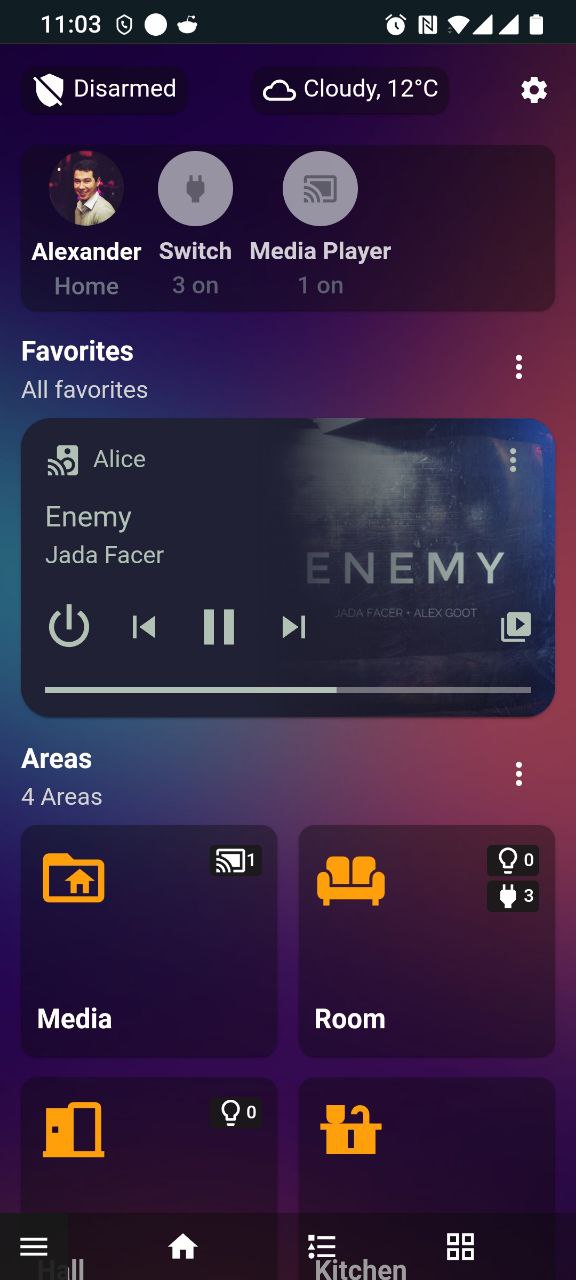 11:03
Disarmed
Cloudy, 12°C
Alexander
Switch
Media Player
Home
3 on
1 on
Favorites
All favorites
Alice
Enemy
Jada Facer
ENEMY
JADA FACER • ALEX GOOT
Areas
4 Areas
1
0
3
Media
Room
0
Hall
Kitchen